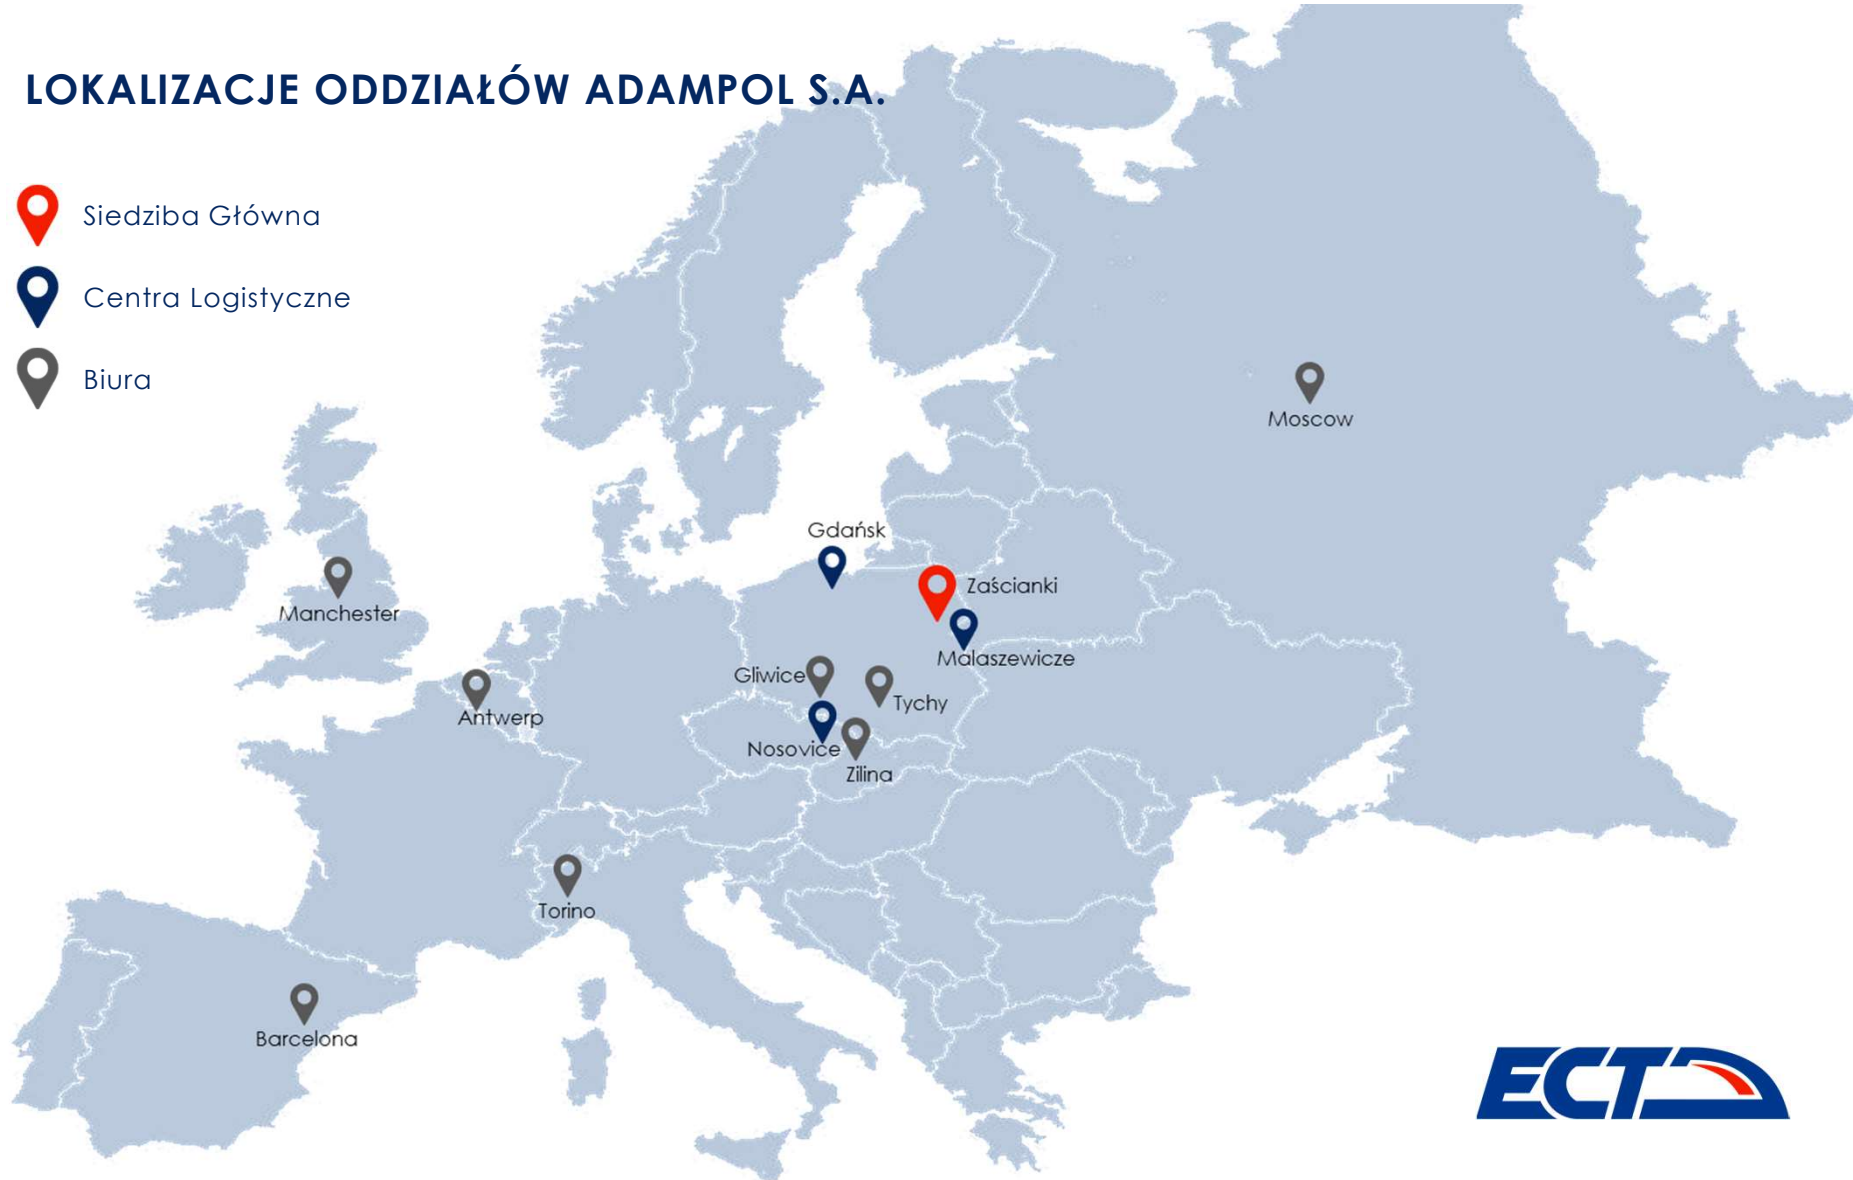 LOKALIZACJE ODDZIAŁÓW ADAMPOL S.A.
Siedziba Główna
Centra Logistyczne
Biura
Moscow
Gdańsk
Zaścianki
Manchester
Malaszewicze
Gliwice
Tychy
Antwerp
Nosovice
Zilina
Torino
Barcelona
ECT